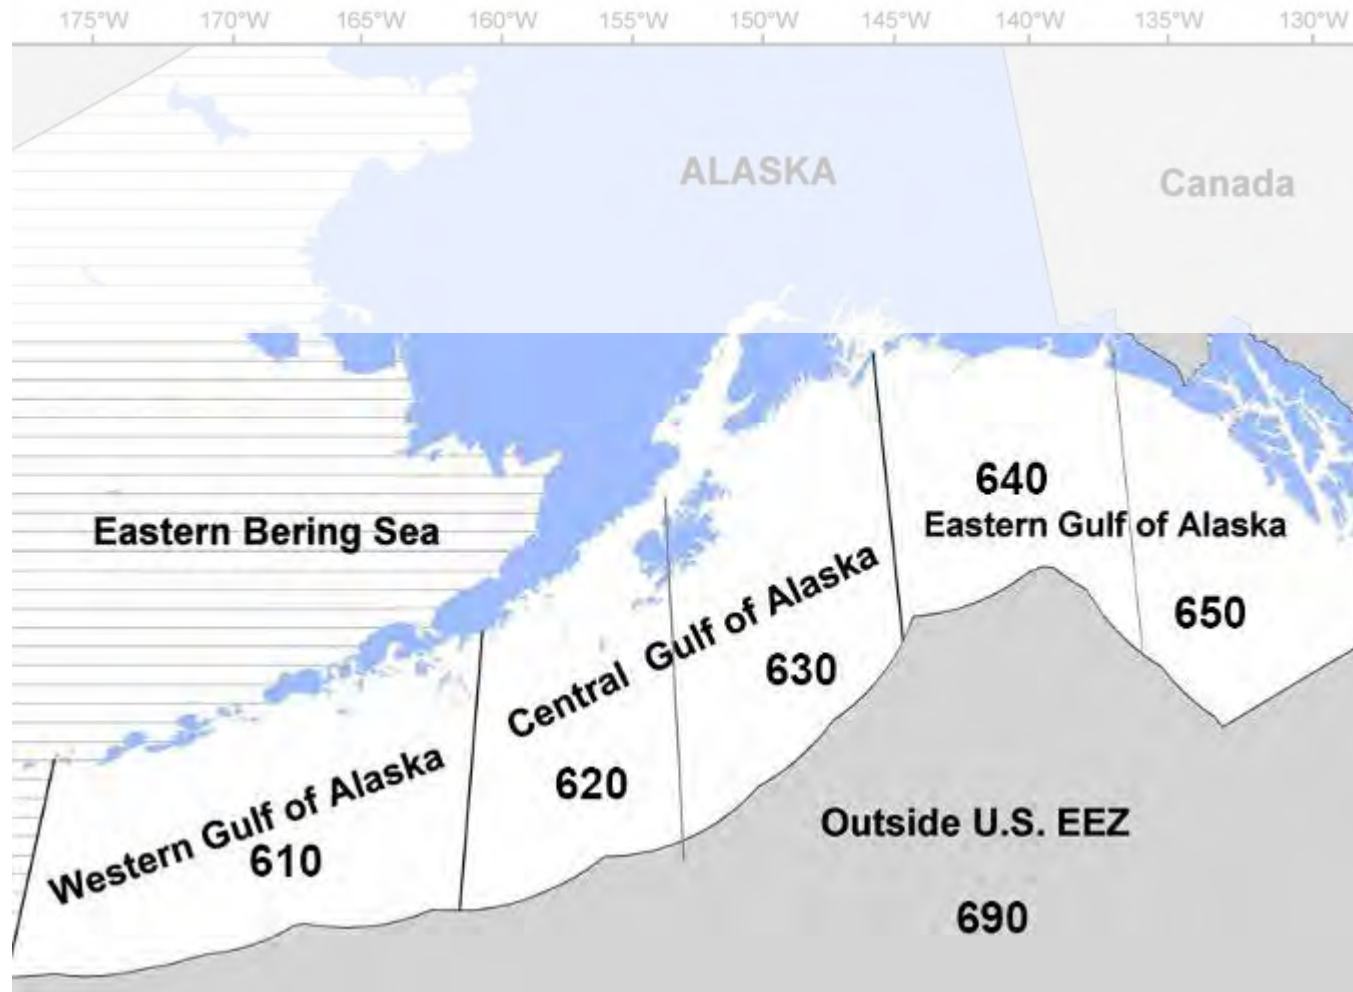 175°W 170°W 165°W 160°W 155°W 150°W 145°W 140°W 135°W 130°W
ALASKA
Canada
640
Eastern Bering Sea
Eastern Gulf of Alaska
650
Central Gulf of Alaska
630
620
Western Gulf of Alaska
610
Outside U.S. EEZ
690